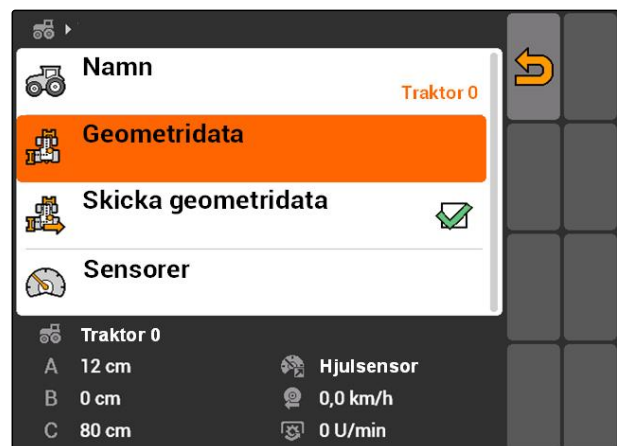 Namn
Traktor 0
Geometridata
Skicka geometridata
Sensorer
Traktor 0
A 12 cm Hjulsensor
B 0 cm 0,0 km/h
C 80 cm 0 U/min